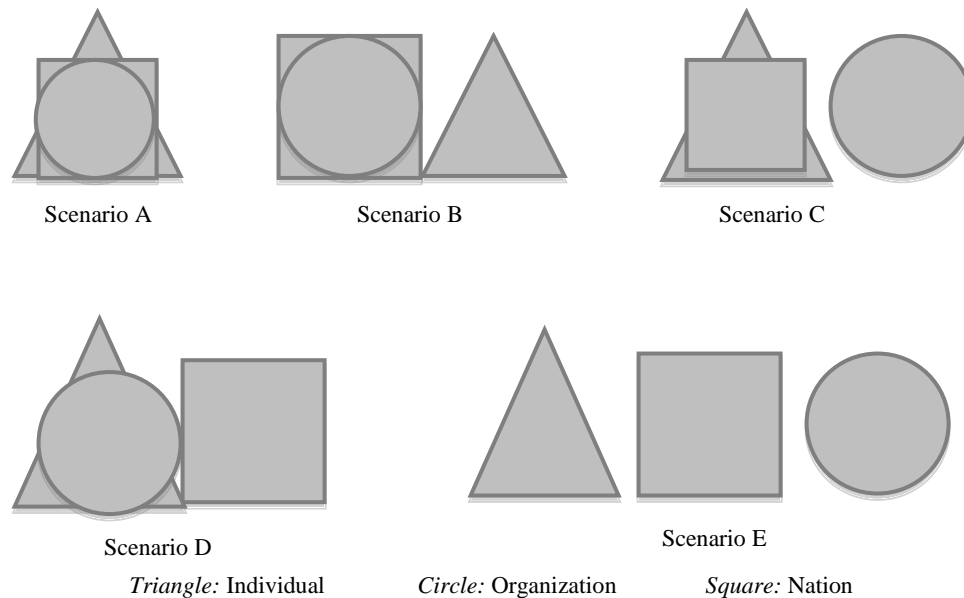 Scenario A
Scenario B
Scenario C
Scenario D
Scenario E
Triangle: Individual Circle: Organization Square: Nation